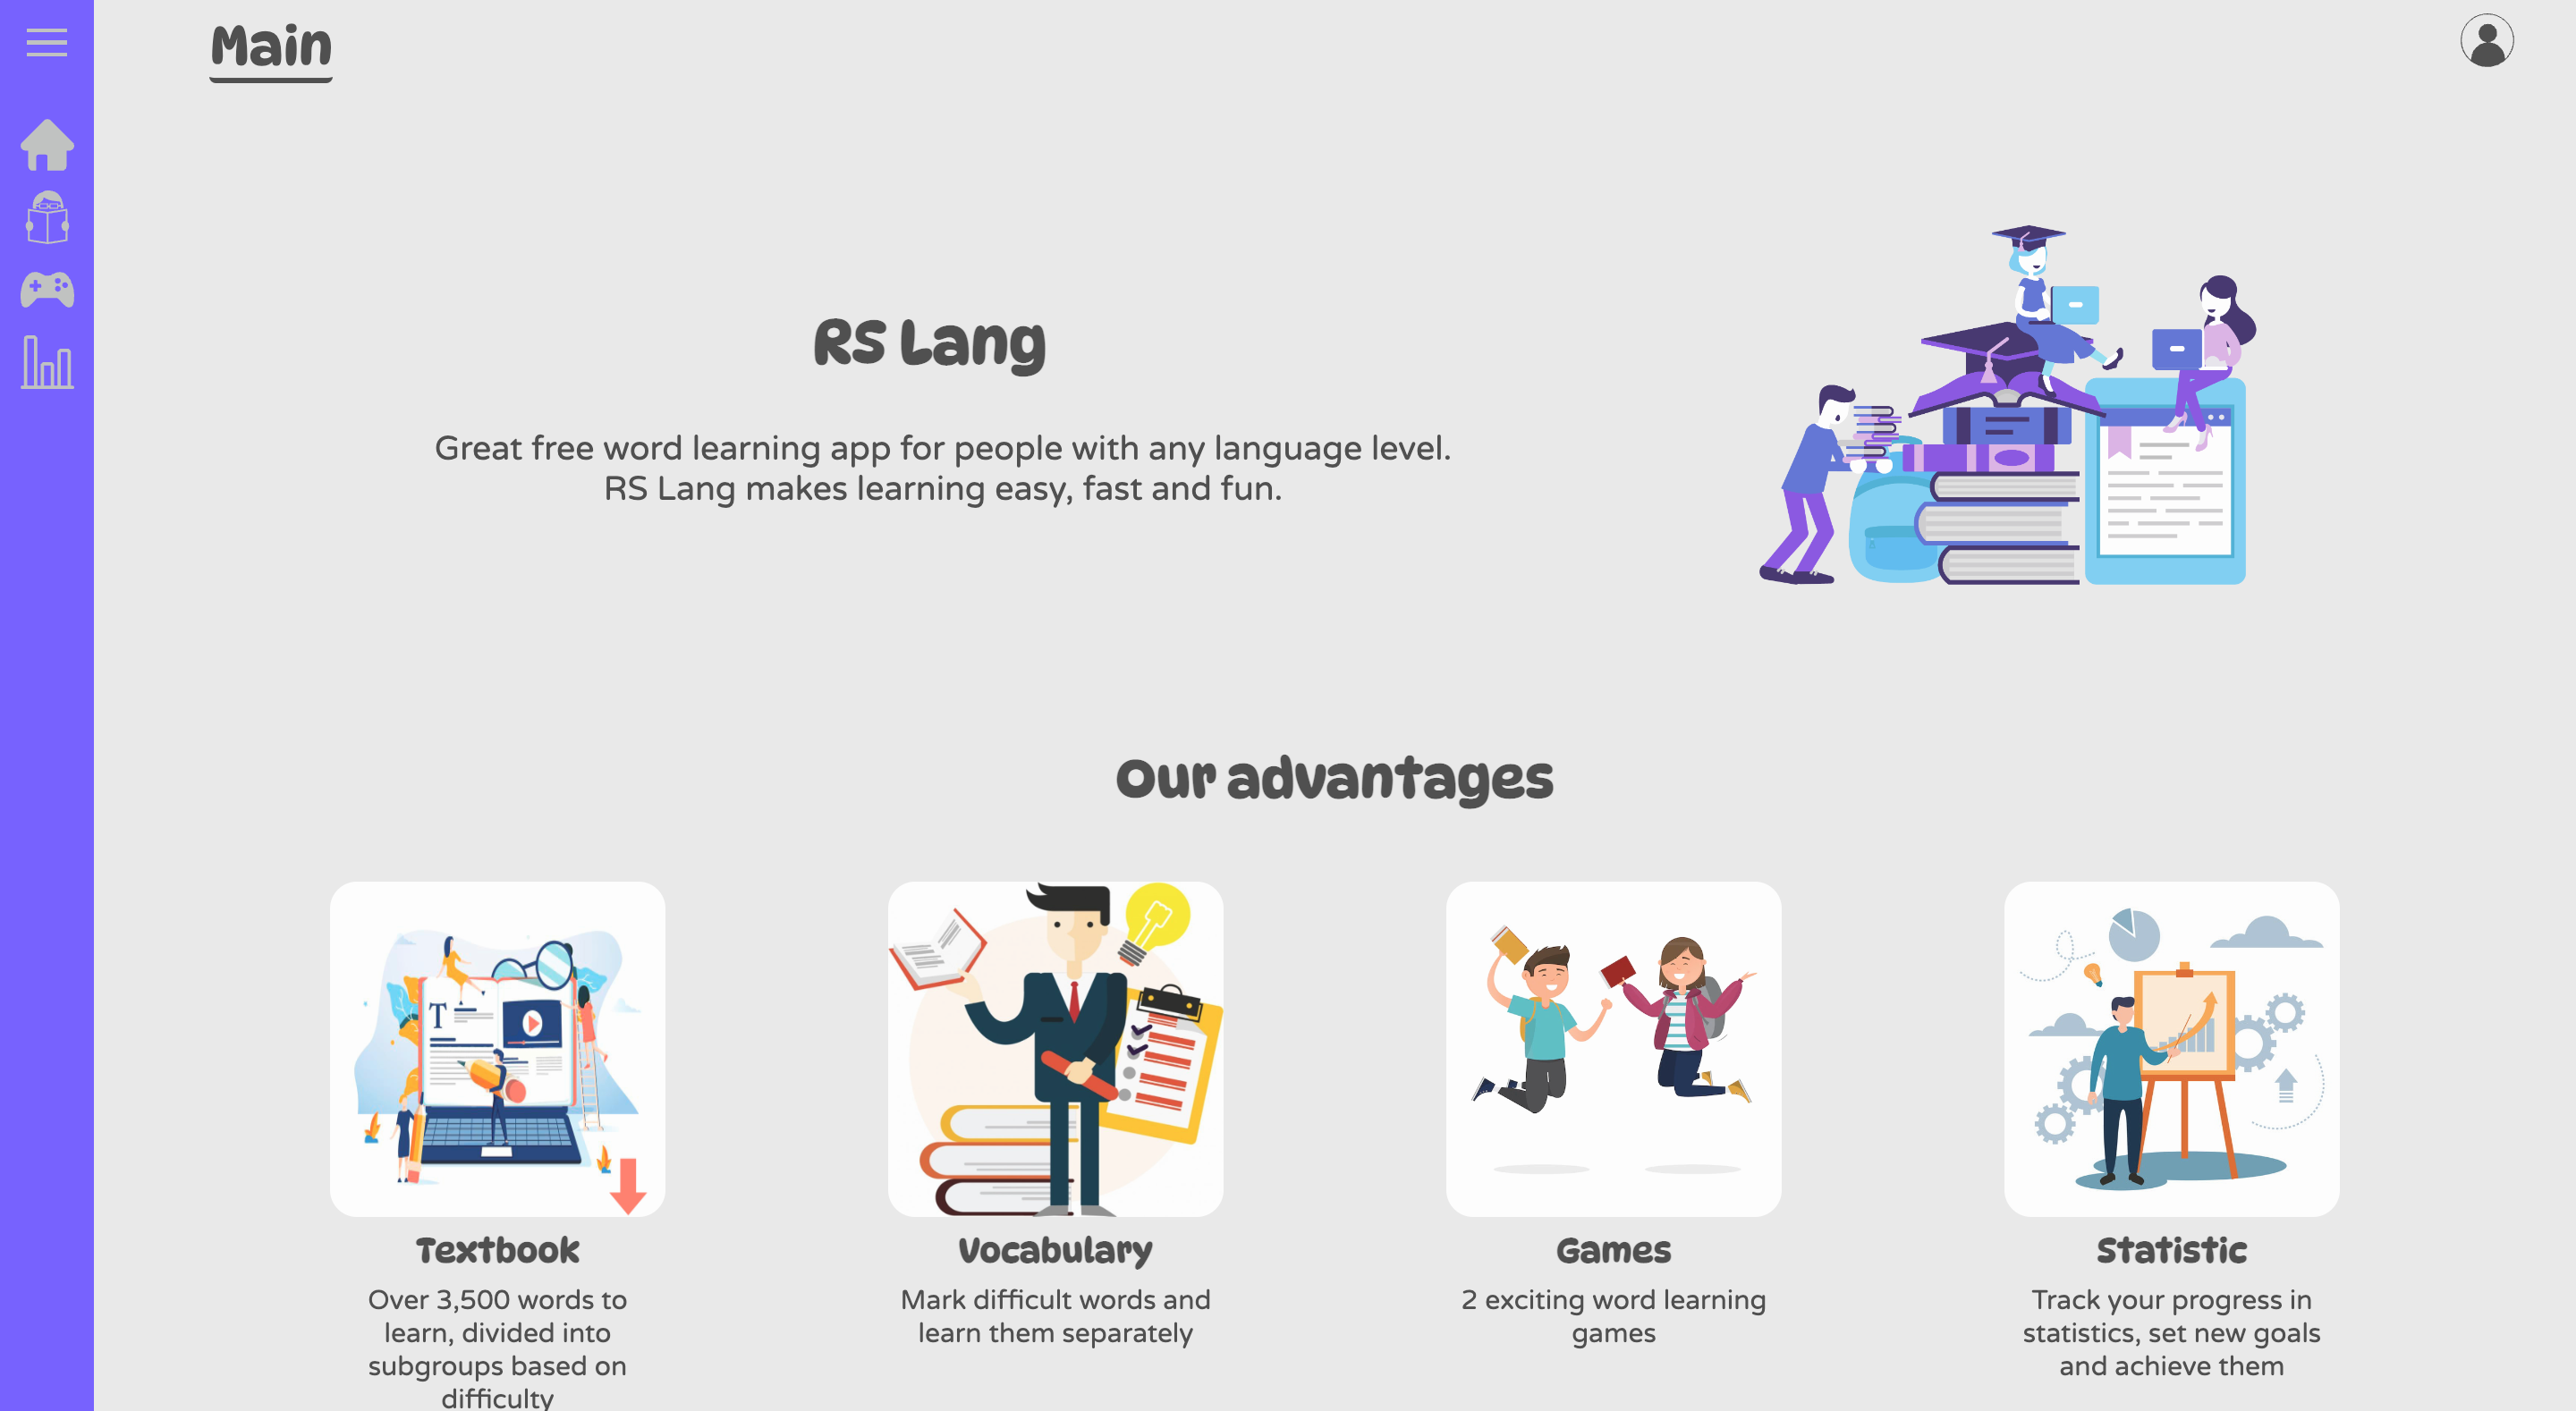 Main
RS Lang
Great free word learning app for people with any language level.
RS Lang makes learning easy, fast and fun.
Our advantages
T
Textbook
Over 3,500 words to
learn, divided into
subgroups based on
difficulty
Vocabulary
Mark difficult words and
learn them separately
Games
2 exciting word learning
games
Statistic
Track your progress in
statistics, set new goals
and achieve them